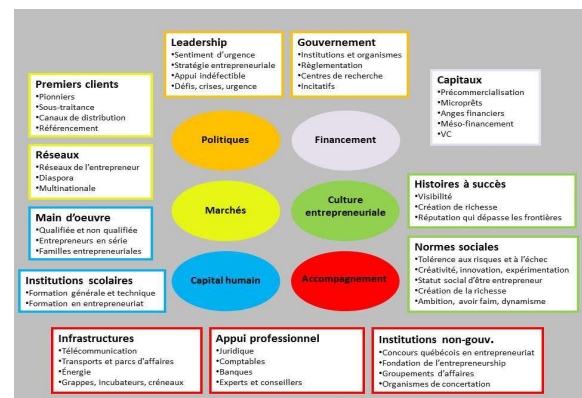 Leadership
•Sentiment d'urgence
•Stratégie entrepreneuriale
•Appui indéfectible
•Défis, crises, urgence
Gouvernement
•Institutions et organismes
•Règlementation
•Centres de recherche
•Incitatifs
Premiers clients
•Pionniers
•Sous-traitance
•Canaux de distribution
•Référencement
Capitaux
•Précommercialisation
•Microprêts
•Anges financiers
•Méso-financement
•VC
Politiques
Financement
Réseaux
•Réseaux de l'entrepreneur
•Diaspora
•Multinationale
Marchés
Culture
entrepreneuriale
Histoires à succès
•Visibilité
•Création de richesse
•Réputation qui dépasse les frontières
Main d'oeuvre
•Qualifiée et non qualifiée
•Entrepreneurs en série
•Familles entrepreneuriales
Normes sociales
•Tolérence aux risques et à l'échec
•Créativité, innovation, expérimentation
•Statut social d'être entrepreneur
•Création de la richesse
•Ambition, avoir faim, dynamisme
Institutions scolaires
•Formation générale et technique
•Formation en entrepreneuriat
Capital humain
Accompagnement
Infrastructures
•Télécommunication
•Transports et parcs d'affaires
•Énergie
•Grappes, incubateurs, créneaux
Appui professionnel
•Juridique
•Comptables
•Banques
•Experts et conseillers
Institutions non-gouv.
•Concours québécois en entrepreneuriat
•Fondation de l'entrepreneurship
•Groupements d'affaires
•Organismes de concertation